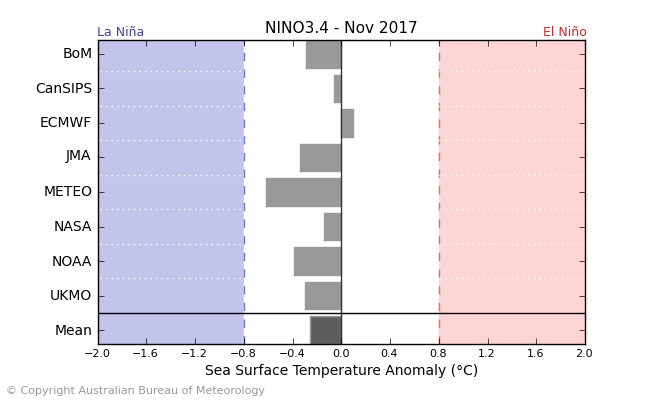 NINO3.4 - Nov 2017
La Niña
El Niño
BoM
CanSIPS
ECMWF
JMA
METEO
NASA
NOAA
UKMO
Mean
−2.0 −1.6 −1.2 −0.8 −0.4 0.0 0.4 0.8 1.2 1.6 2.0
Sea Surface Temperature Anomaly (°C)
© Copyright Australian Bureau of Meteorology